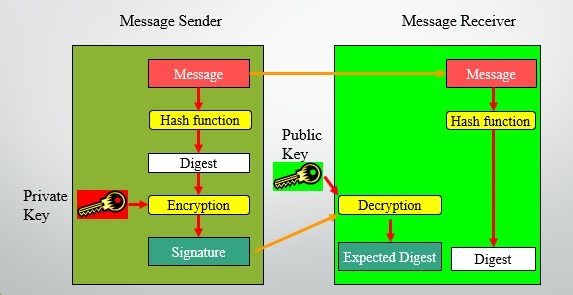 Message Sender
Message Receiver
Message
Message
Hash function
Hash function
Public
Key
Digest
Private
Key
Encryption
Decryption
Signature
Expected Digest
Digest